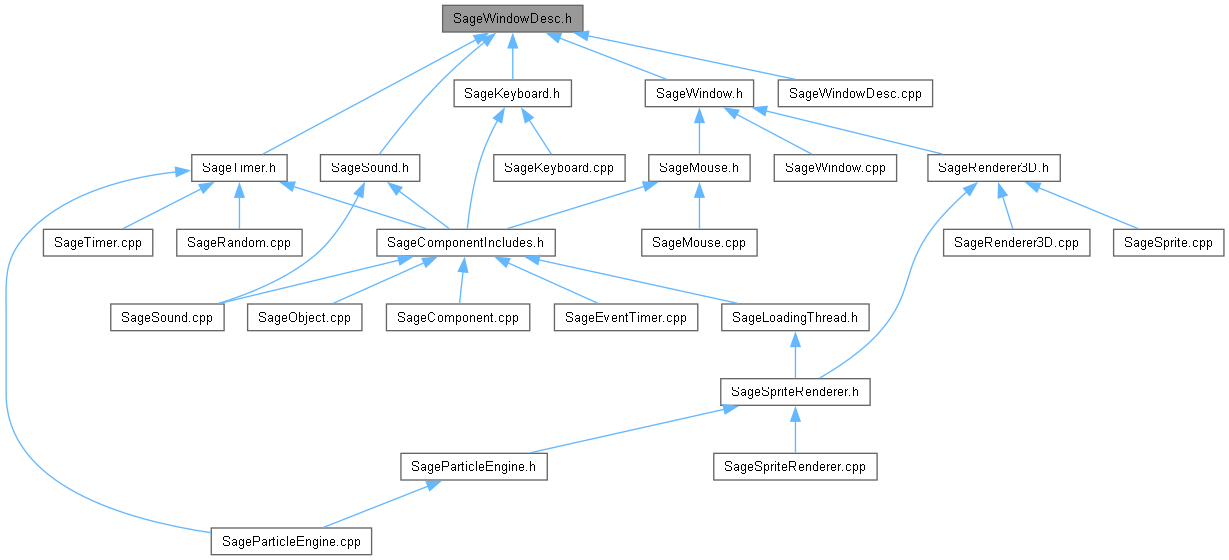 SageWindowDesc.h
SageKeyboard.h
SageWindow.h
SageWindowDesc.cpp
SageTimer.h
SageSound.h
SageKeyboard.cpp
SageMouse.h
SageWindow.cpp
SageRenderer3D.h
SageTimer.cpp
SageRandom.cpp
SageComponentIncludes.h
SageMouse.cpp
SageRenderer3D.cpp
SageSprite.cpp
SageSound.cpp
SageObject.cpp
SageComponent.cpp
SageEventTimer.cpp
SageLoadingThread.h
SageSpriteRenderer.h
SageParticleEngine.h
SageSpriteRenderer.cpp
SageParticleEngine.cpp